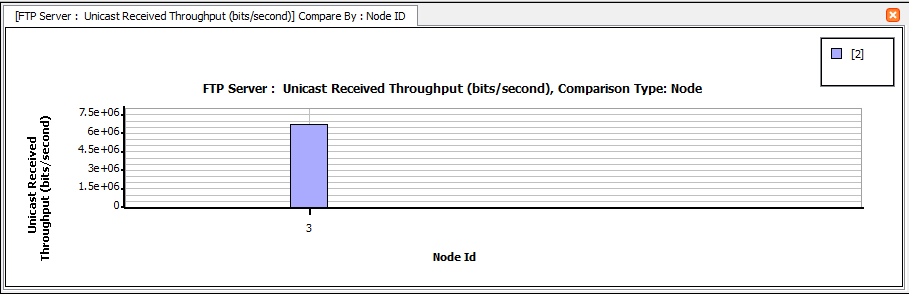 [FTP Server :  Unicast Received Throughput (bits/second)] Compare By : Node ID
[2]
FTP Server :  Unicast Received Throughput (bits/second), Comparison Type: Node
Unicast Received
Throughput (bits/second)
7.5e+06
6e+06
4.5e+06
3e+06
1.5e+06
0
3
Node Id